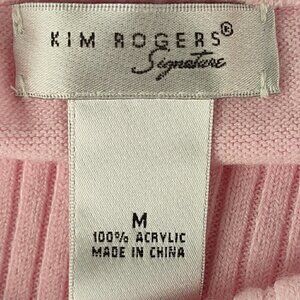 KIM ROGERS®
Signature
M
100% ACRYLIC
MADE IN CHINA